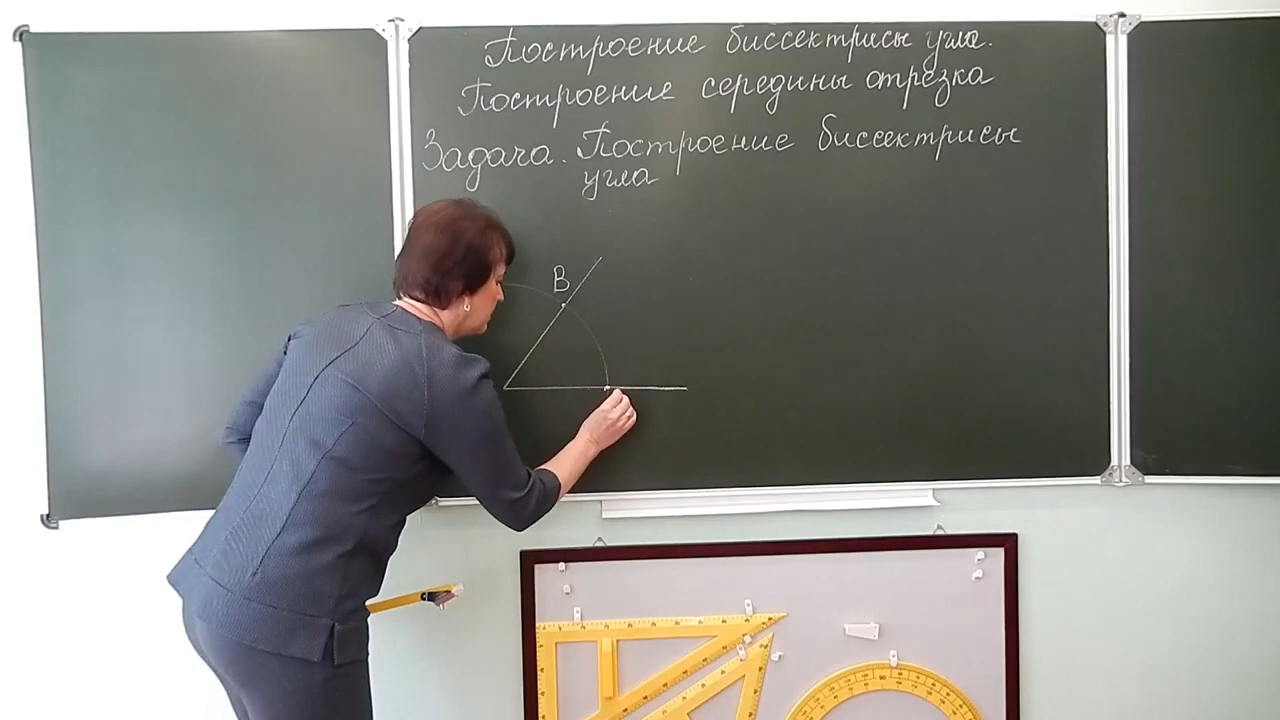 Построение биссектрисы угла.
Построение середины отрезка
Задача. Построение биссектрисы
угла
В